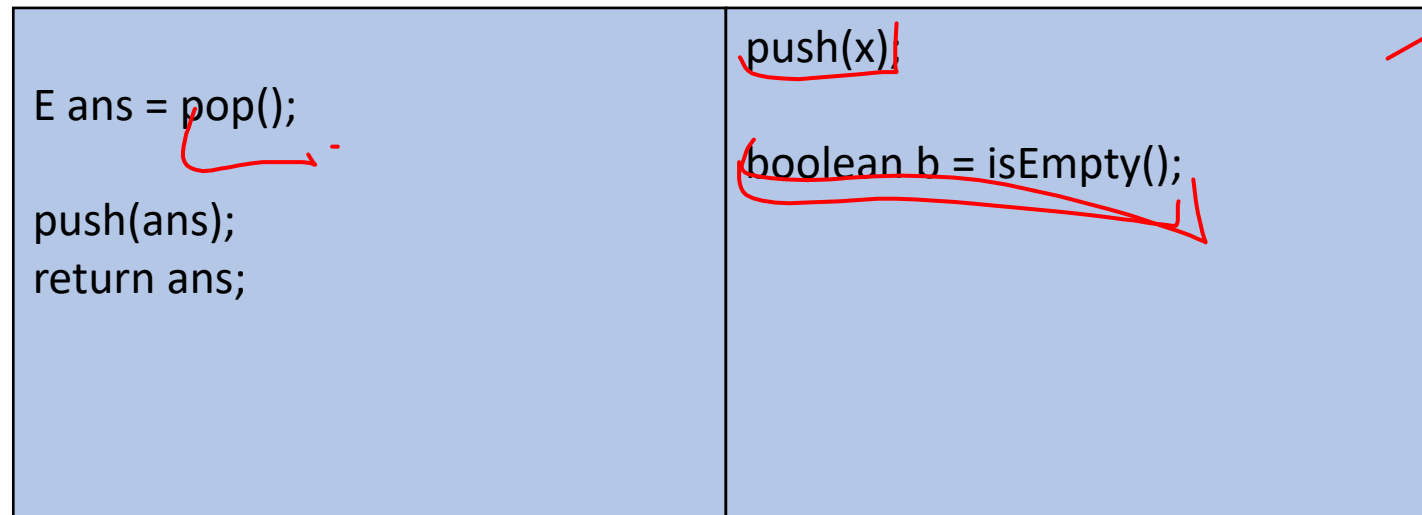 E ans = pop();
push(ans);
return ans;
push(x);
boolean b = isEmpty();